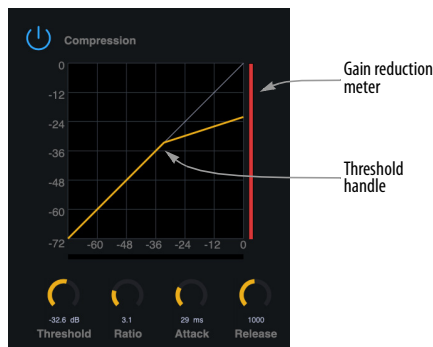 Compression
0
-12
-24
-36
-48
-60
-72
-60 -48 -36 -24 -12 0
Gain reduction
meter
Threshold
handle
-32.6 dB 3.1 29 ms 1000
Threshold Ratio Attack Release